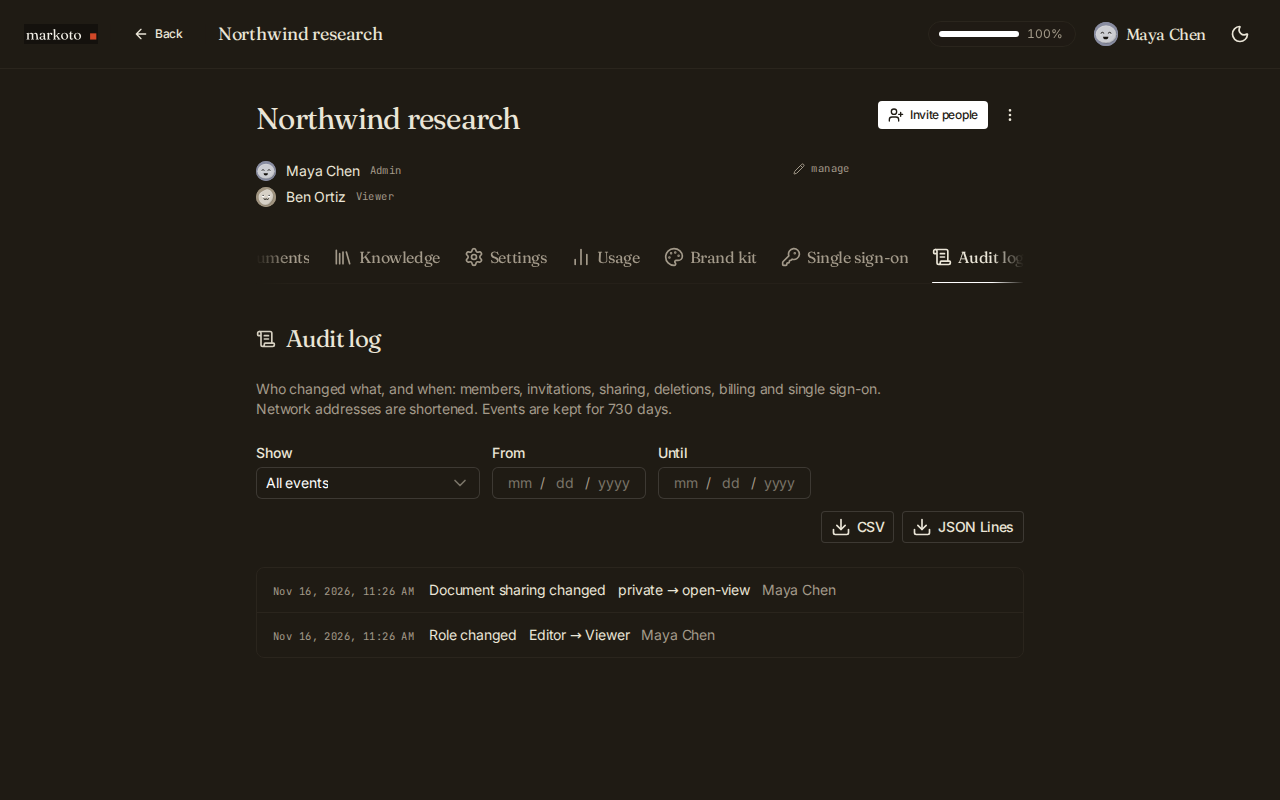 markoto
Back
Northwind research
100%
Maya Chen
Northwind research
Invite people
Maya Chen Admin
manage
Ben Ortiz Viewer
uments Knowledge Settings Usage Brand kit Single sign-on Audit log
Audit log
Who changed what, and when: members, invitations, sharing, deletions, billing and single sign-on.
Network addresses are shortened. Events are kept for 730 days.
Show From Until
All events mm / dd / yyyy mm / dd / yyyy
CSV JSON Lines
Nov 16, 2026, 11:26 AM Document sharing changed private → open-view Maya Chen
Nov 16, 2026, 11:26 AM Role changed Editor → Viewer Maya Chen